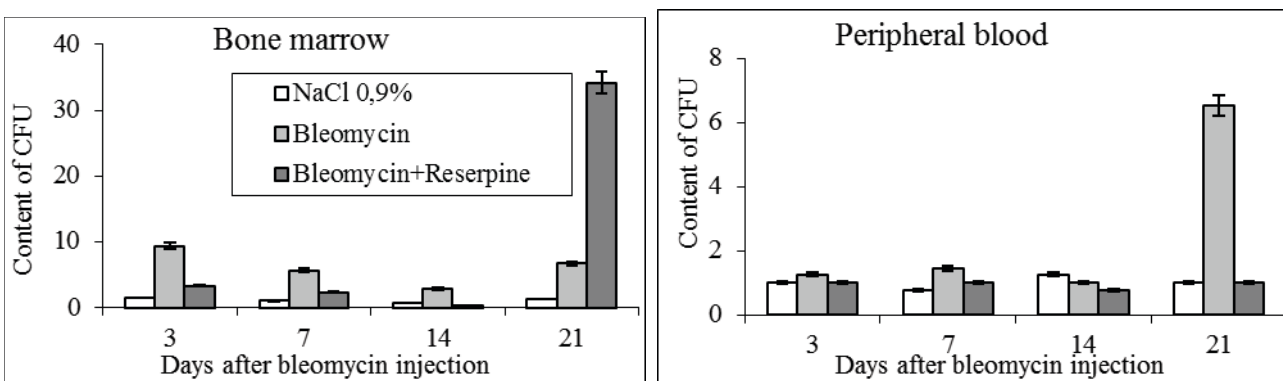 Bone marrow
40
30
20
10
0
Content of CFU
NaCl 0,9%
Bleomycin
Bleomycin+Reserpine
3 7 14 21
Days after bleomycin injection
Peripheral blood
8
6
4
2
0
Content of CFU
3 7 14 21
Days after bleomycin injection